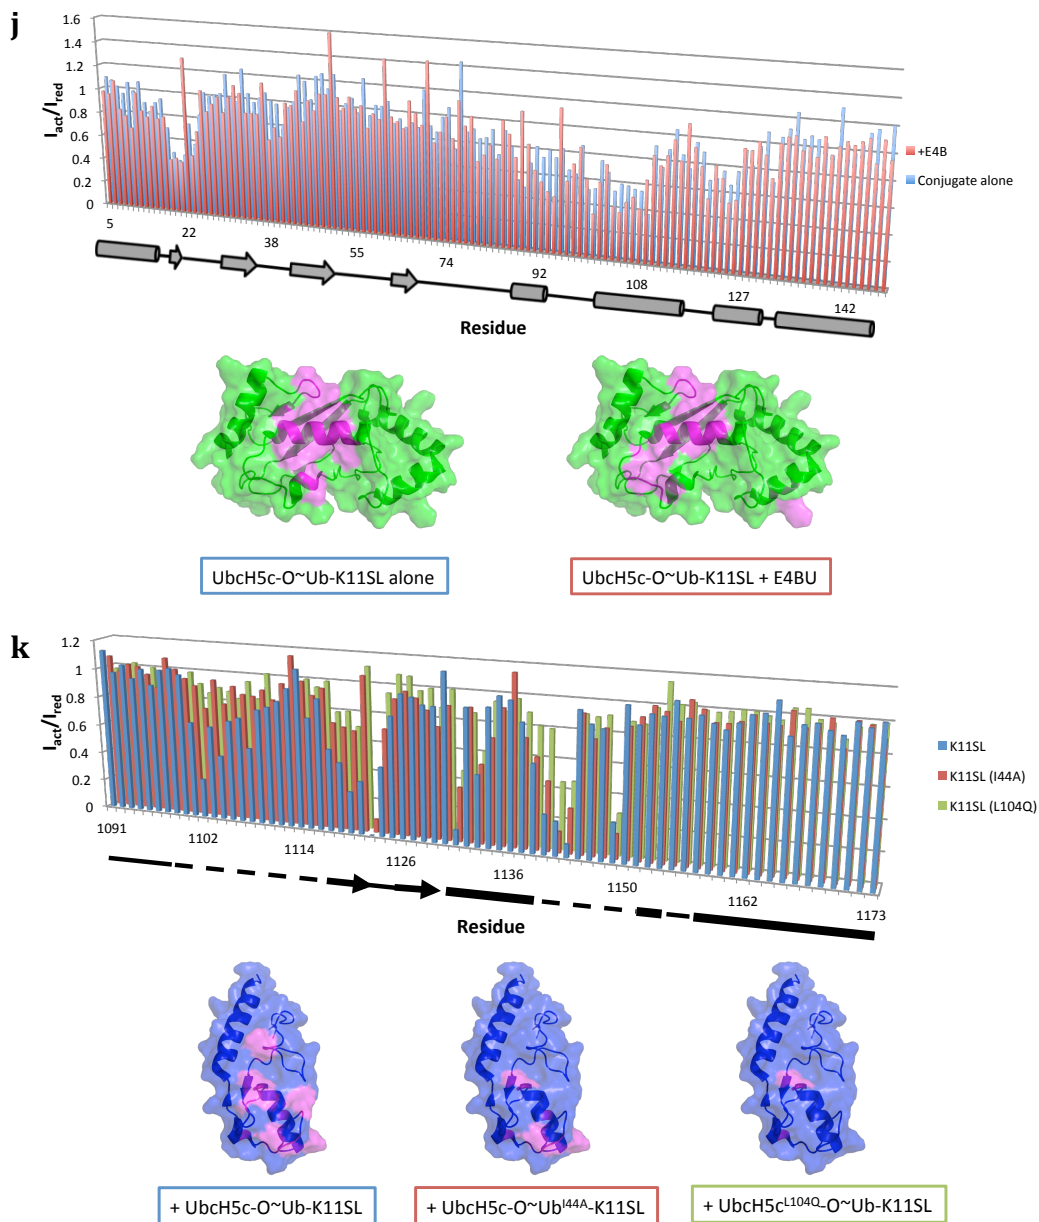 j
1.6
1.4
1.2
1
0.8
0.6
0.4
0.2
0
Iact/Ired
+E4B
Conjugate alone
5
22
38
55
74
92
108
127
142
Residue
UbcH5c-O~Ub-K11SL alone
UbcH5c-O~Ub-K11SL + E4BU
k
1.2
1
0.8
0.6
0.4
0.2
0
Iact/Ired
K11SL
K11SL (I44A)
K11SL (L104Q)
1091
1102
1114
1126
1136
1150
1162
1173
Residue
+ UbcH5c-O~Ub-K11SL
+ UbcH5c-O~UbI44A-K11SL
+ UbcH5cL104Q-O~Ub-K11SL